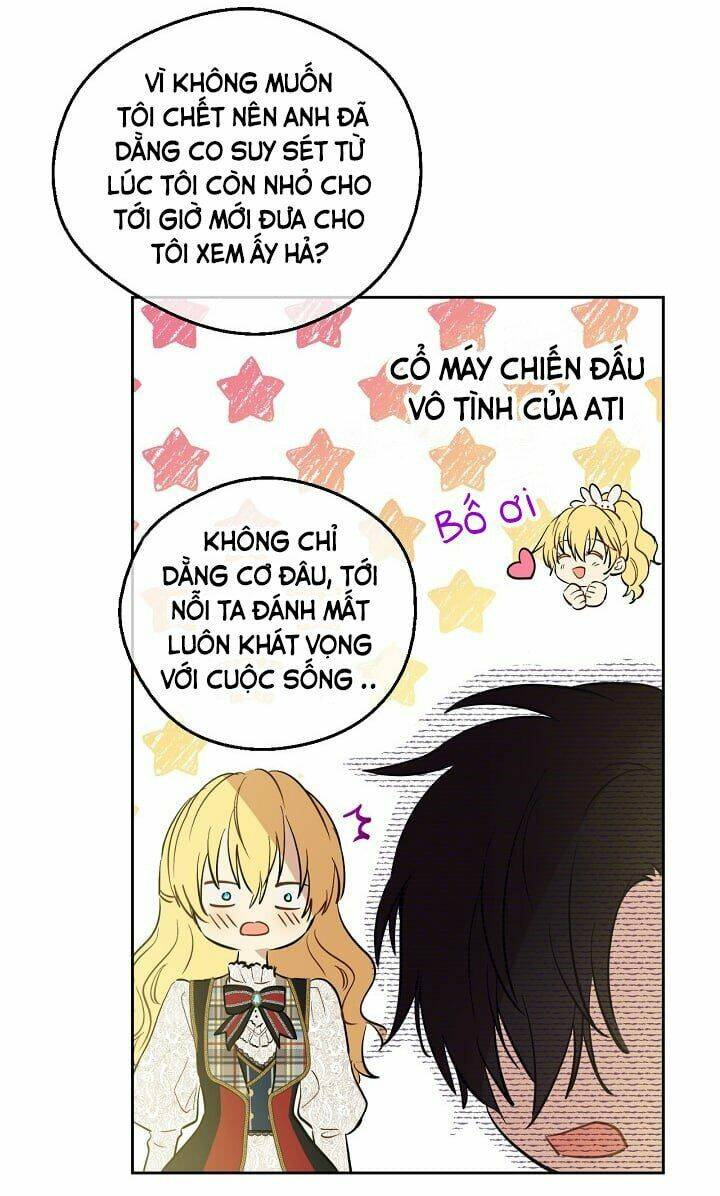 VÌ KHÔNG MUỐN
TÔI CHẾT NÊN ANH ĐÃ
DẰNG CO SUY SÉT TỪ
LÚC TÔI CÒN NHỎ CHO
TỚI GIỜ MỚI ĐƯA CHO
TÔI XEM ẤY HẢ?
CỔ MÁY CHIẾN ĐẤU
VÔ TÌNH CỦA ATI
BỐ ƠI
KHÔNG CHỈ
DẰNG CƠ ĐÂU, TỚI
NỖI TA ĐÁNH MẤT
LUÔN KHÁT VỌNG
VỚI CUỘC SỐNG ..